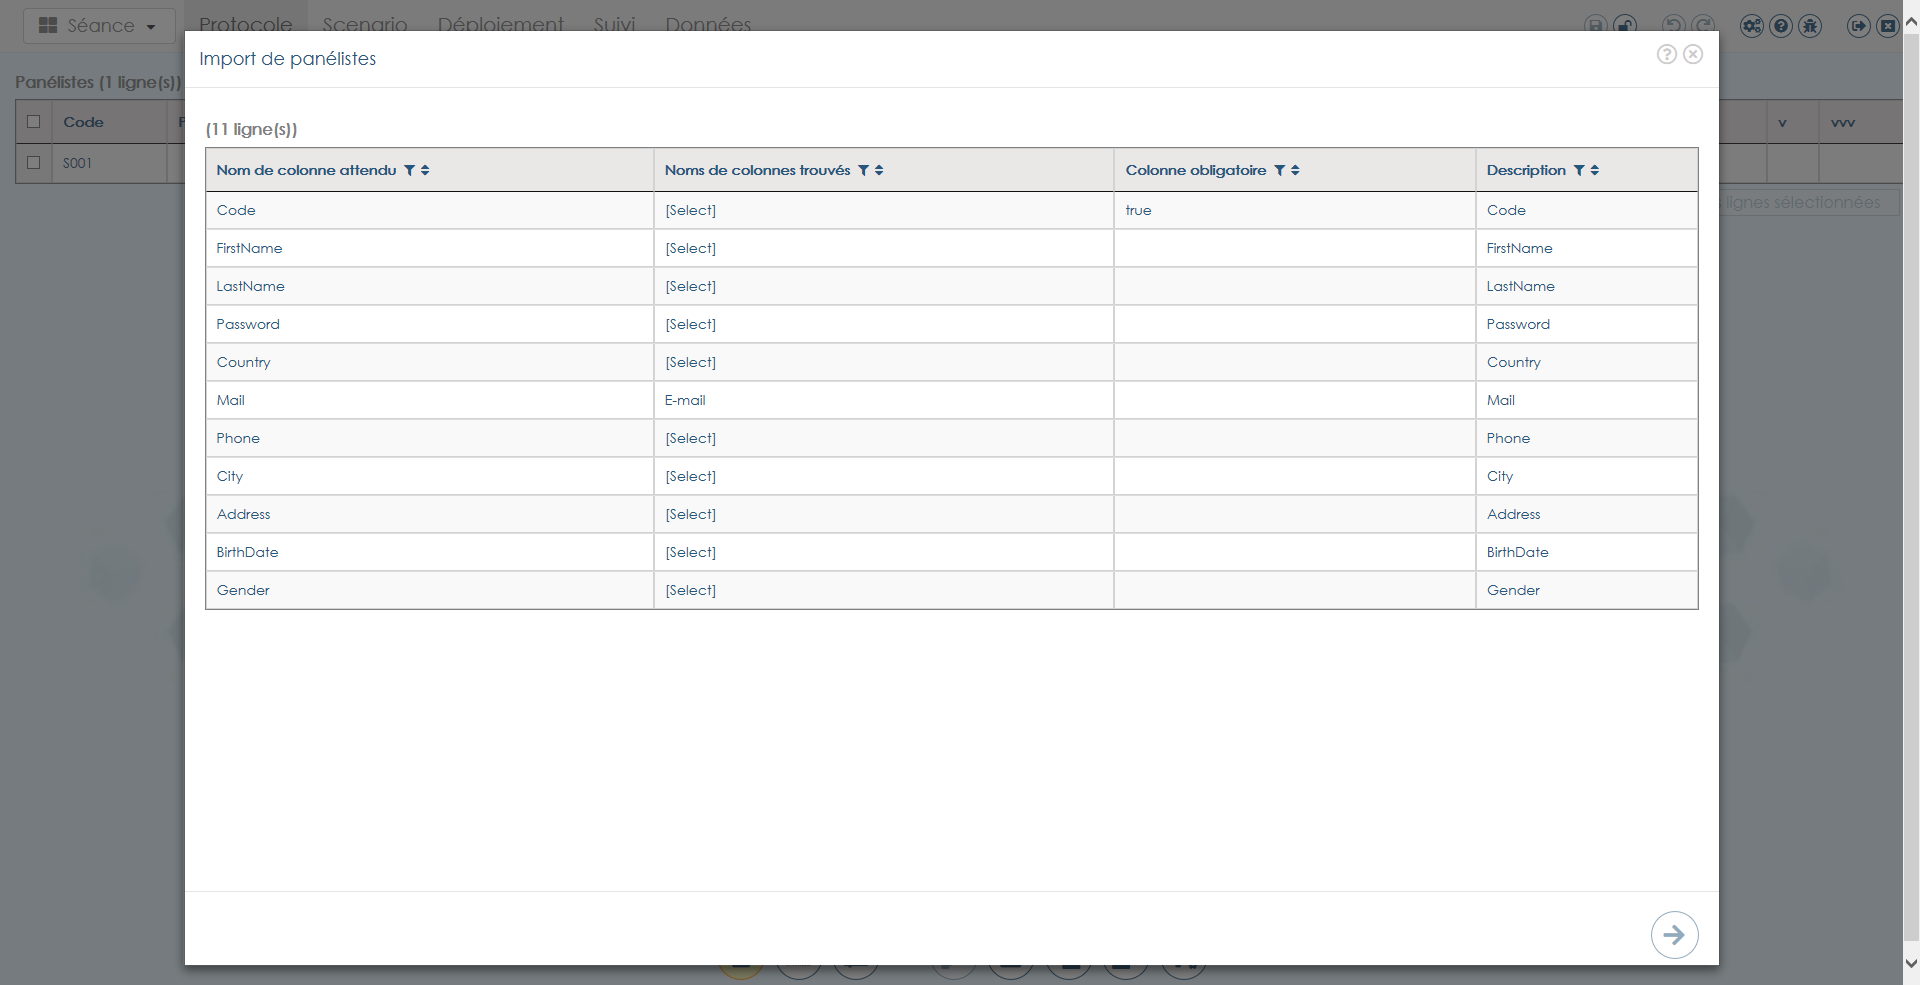 Séance Protocole Scenario Déploiement Suivi Données
Import de panélistes
Panélistes (1 ligne(s))
Code
v vvv
S001
lignes sélectionnées
(11 ligne(s))
Nom de colonne attendu Noms de colonnes trouvés Colonne obligatoire Description
Code [Select] true Code
FirstName [Select] FirstName
LastName [Select] LastName
Password [Select] Password
Country [Select] Country
Mail E-mail Mail
Phone [Select] Phone
City [Select] City
Address [Select] Address
BirthDate [Select] BirthDate
Gender [Select] Gender